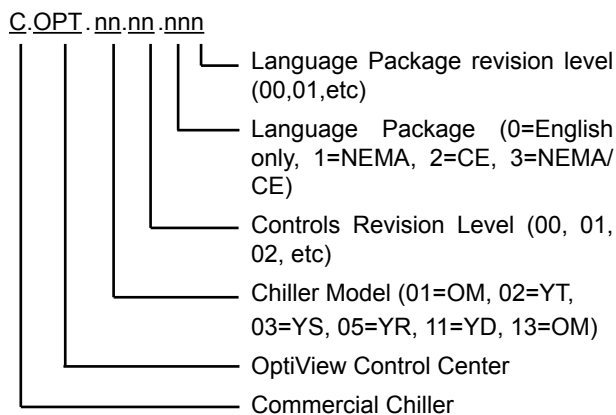 C.OPT.nn.nn.nnn
Language Package revision level
(00,01,etc)
Language Package (0=English
only, 1=NEMA, 2=CE, 3=NEMA/
CE)
Controls Revision Level (00, 01,
02, etc)
Chiller Model (01=OM, 02=YT,
03=YS, 05=YR, 11=YD, 13=OM)
OptiView Control Center
Commercial Chiller